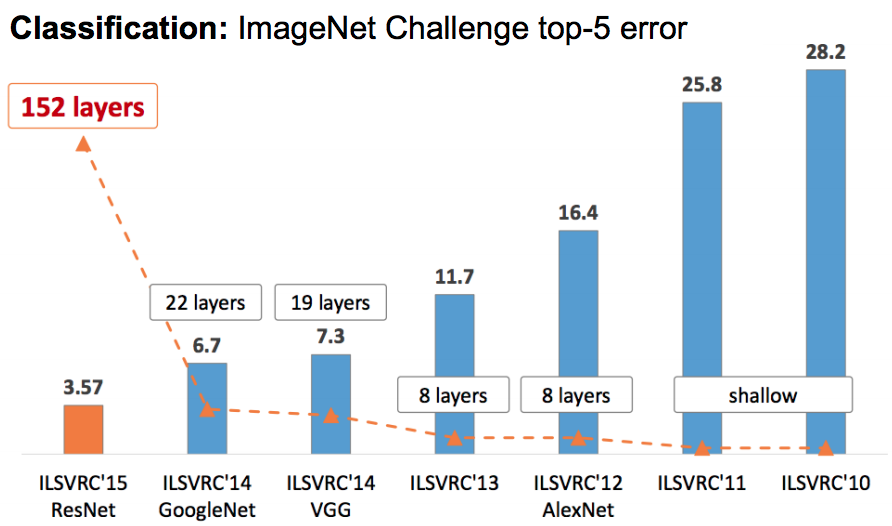 Classification: ImageNet Challenge top-5 error
28.2
25.8
152 layers
16.4
11.7
22 layers
19 layers
7.3
6.7
3.57
8 layers
8 layers
shallow
ILSVRC'15
ResNet
ILSVRC'14
GoogleNet
ILSVRC'14
VGG
ILSVRC'13
ILSVRC'12
AlexNet
ILSVRC'11
ILSVRC'10